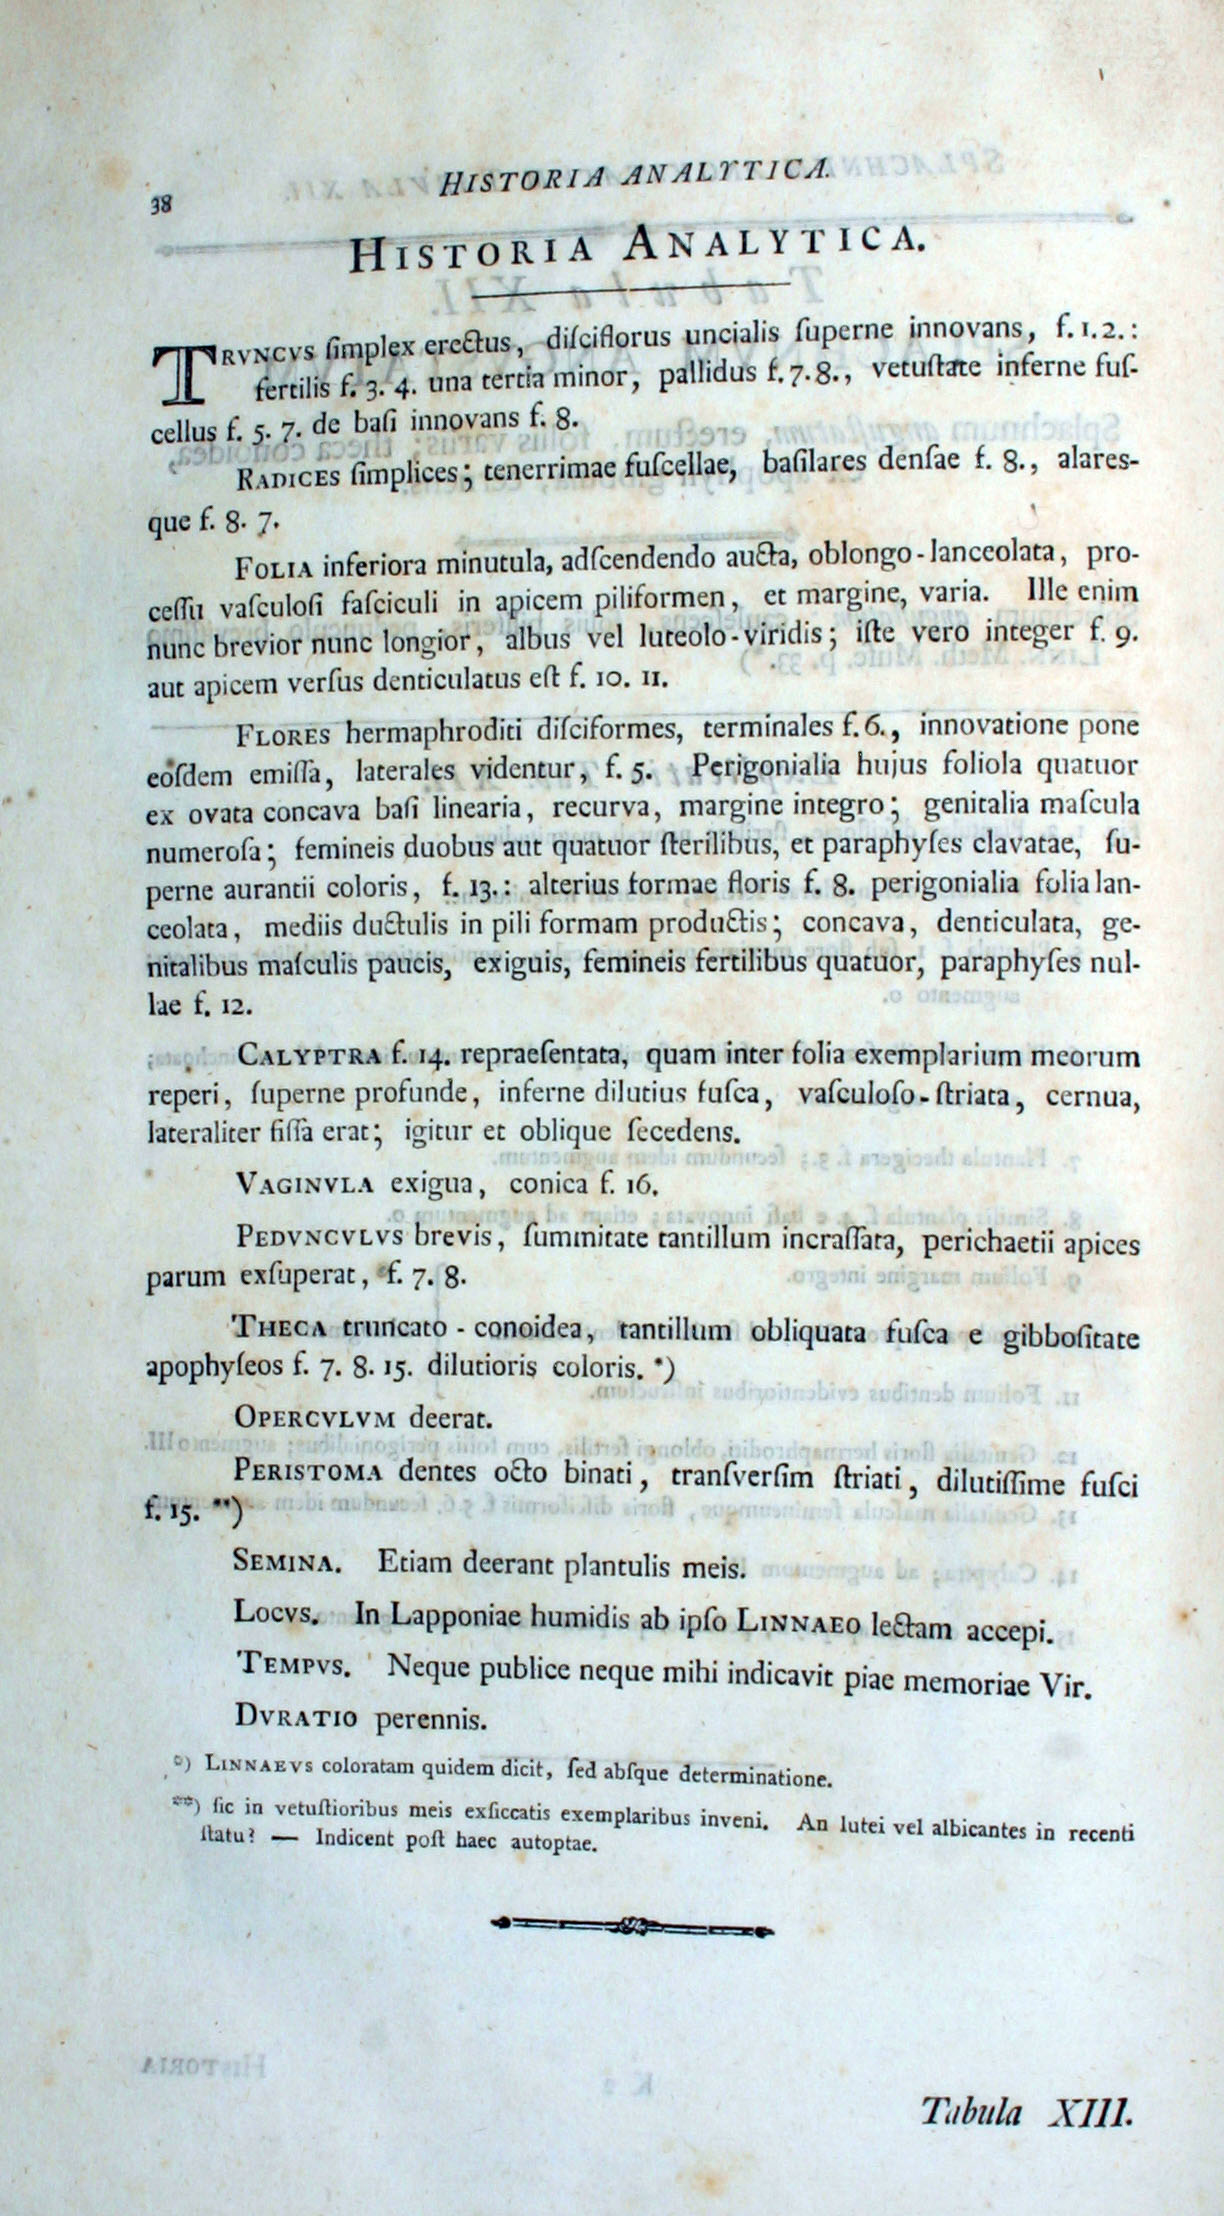 38
HISTORIA ANALYTICA.
HISTORIA ANALYTICA.
TRVNCVS ſimplex erectus, diſciflorus uncialis ſuperne innovans, f. 1. 2. :
fertilis f. 3. 4. una tertia minor, pallidus f. 7. 8., vetuſtate inferne fuſ-
cellus f. 5. 7. de baſi innovans f. 8.
RADICES ſimplices; tenerrimae fuſcellae, baſilares denſae f. 8., alares-
que f. 8. 7.
FOLIA inferiora minutula, adſcendendo aucta, oblongo-lanceolata, pro-
ceſſu vaſculoſi faſciculi in apicem piliformen, et margine, varia. Ille enim
nunc brevior nunc longior, albus vel luteolo-viridis; iſte vero integer f. 9.
aut apicem verſus denticulatus eſt f. 10. 11.
FLORES hermaphroditi diſciformes, terminales f. 6., innovatione pone
eoſdem emiſſa, laterales videntur, f. 5. Perigonialia hujus foliola quatuor
ex ovata concava baſi linearia, recurva, margine integro; genitalia maſcula
numeroſa; femineis duobus aut quatuor ſterilibus, et paraphyſes clavatae, ſu-
perne aurantii coloris, f. 13.: alterius formae floris f. 8. perigonialia folia lan-
ceolata, mediis ductulis in pili formam productis; concava, denticulata, ge-
nitalibus maſculis paucis, exiguis, femineis fertilibus quatuor, paraphyſes nul-
lae f. 12.
CALYPTRA f. 14. repraeſentata, quam inter folia exemplarium meorum
reperi, ſuperne profunde, inferne dilutius fuſca, vaſculoſo-ſtriata, cernua,
lateraliter fiſſa erat; igitur et oblique ſecedens.
VAGINVLA exigua, conica f. 16.
PEDVNCVLVS brevis, ſummitate tantillum incraſſata, perichaetii apices
parum exſuperat, f. 7. 8.
THECA truncato-conoidea, tantillum obliquata fuſca e gibboſitate
apophyſeos f. 7. 8. 15. dilutioris coloris. *)
OPERCVLVM deerat.
PERISTOMA dentes octo binati, transverſim ſtriati, dilutiſſime fuſci
f. 15. **)
SEMINA. Etiam deerant plantulis meis.
LOCVS. In Lapponiae humidis ab ipſo LINNAEO lectam accepi.
TEMPVS. Neque publice neque mihi indicavit piae memoriae Vir.
DVRATIO perennis.
*) LINNAEVS coloratam quidem dicit, ſed abſque determinatione.
**) ſic in vetuſtioribus meis exſiccatis exemplaribus inveni. An lutei vel albicantes in recenti
ſtatu? — Indicent poſt haec autoptae.
Tabula XIII.